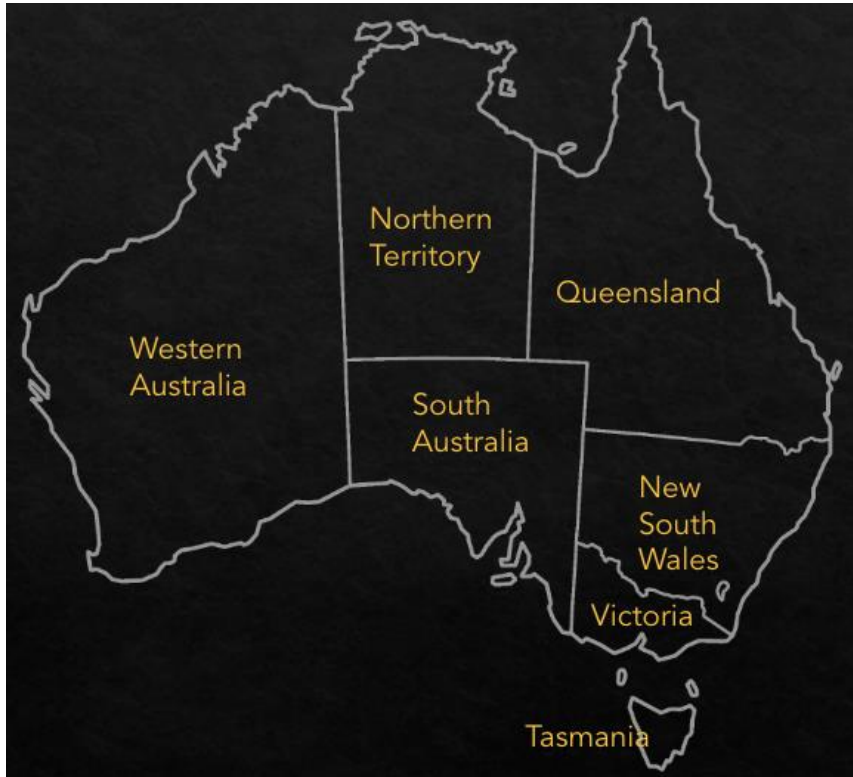 Northern
Territory
Queensland
Western
Australia
South
Australia
New
South
Wales
Victoria
Tasmania